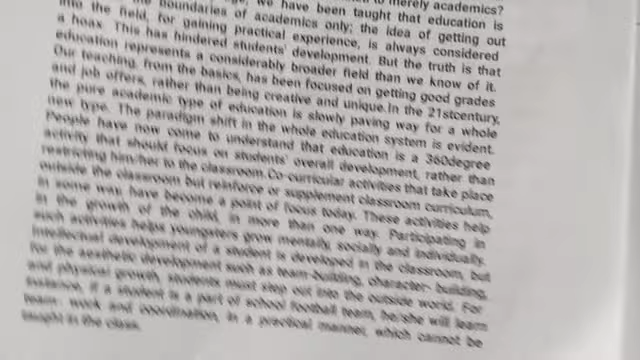 to merely academics?
we have been taught that education is
boundaries of academics only; the idea of getting out
into the field, for gaining practical experience, is always considered
a hoax. This has hindered students' development. But the truth is that
education represents a considerably broader field than we know of it.
Our teaching, from the basics, has been focused on getting good grades
and job offers, rather than being creative and unique.In the 21stcentury,
the pure academic type of education is slowly paving way for a whole
new type. The paradigm shift in the whole education system is evident.
People have now come to understand that education is a 360degree
activity that should focus on students' overall development, rather than
restricting him/her to the classroom.Co-curricular activities that take place
outside the classroom but reinforce or supplement classroom curriculum,
in some way, have become a point of focus today. These activities help
in the growth of the child, in more than one way. Participating in
such activities helps youngsters grow mentally, socially and individually.
Intellectual development of a student is developed in the classroom, but
for the aesthetic development such as team-building, character- building,
and physical growth, students must step out into the outside world. For
instance, if a student is a part of school football team, he/she will learn
team- work and coordination, in a practical manner, which cannot be
taught in the class.